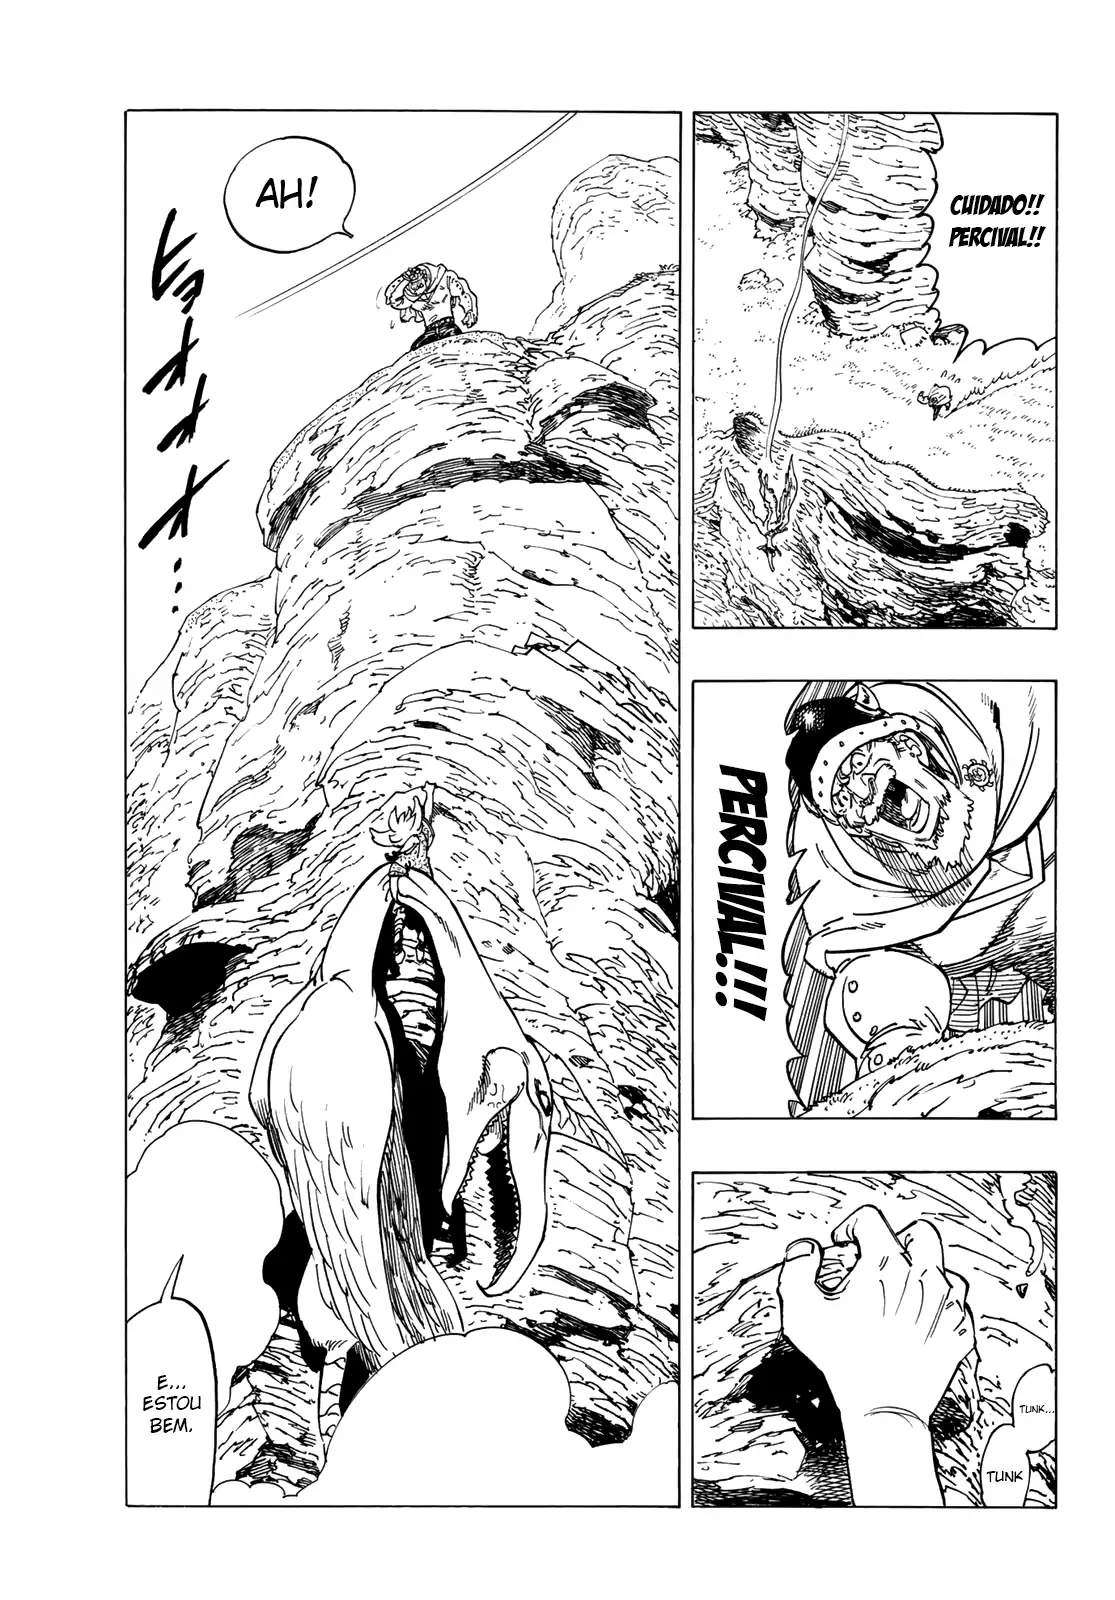 CUIDADO!!
PERCIVAL!!
PERCIVAL!!!
TUNK...
TUNK
AH!
ヒョオオオオ...
E...
ESTOU
BEM.